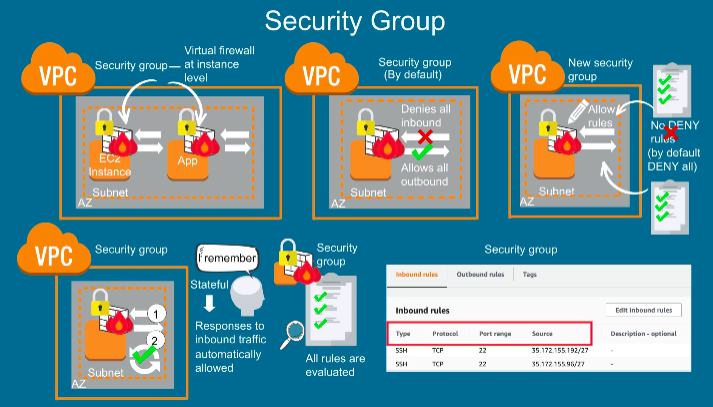 Security Group
VPC
Security group
Virtual firewall
at instance
level
EC2
Instance
App
Subnet
AZ
VPC
Security group
(By default)
Denies all
inbound
Allows all
outbound
Subnet
AZ
VPC
New security
group
Allow
rules
No DENY
rules
(by default
DENY all)
Subnet
AZ
VPC
Security group
1
2
Subnet
AZ
I remember
Stateful
Responses to
inbound traffic
automatically
allowed
Security
group
All rules are
evaluated
Security group
Inbound rules Outbound rules Tags
Inbound rules Edit inbound rules
Type Protocol Port range Source Description - optional
SSH TCP 22 35.172.155.192/27 -
SSH TCP 22 35.172.155.96/27 -